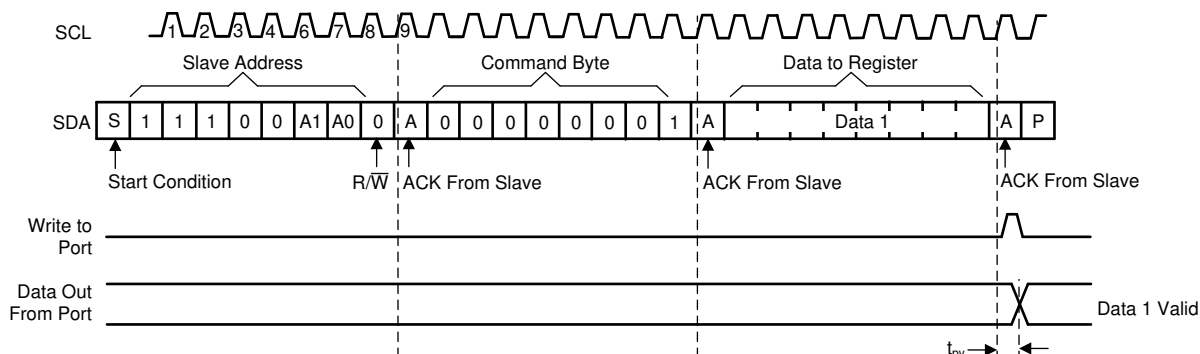 SCL 1 2 3 4 6 7 8 9
Slave Address Command Byte Data to Register
SDA S 1 1 1 0 0 A1 A0 0 A 0 0 0 0 0 0 0 1 A Data 1 A P
Start Condition R/W̅ ACK From Slave ACK From Slave ACK From Slave
Write to
Port
Data Out
From Port
Data 1 Valid
tpv